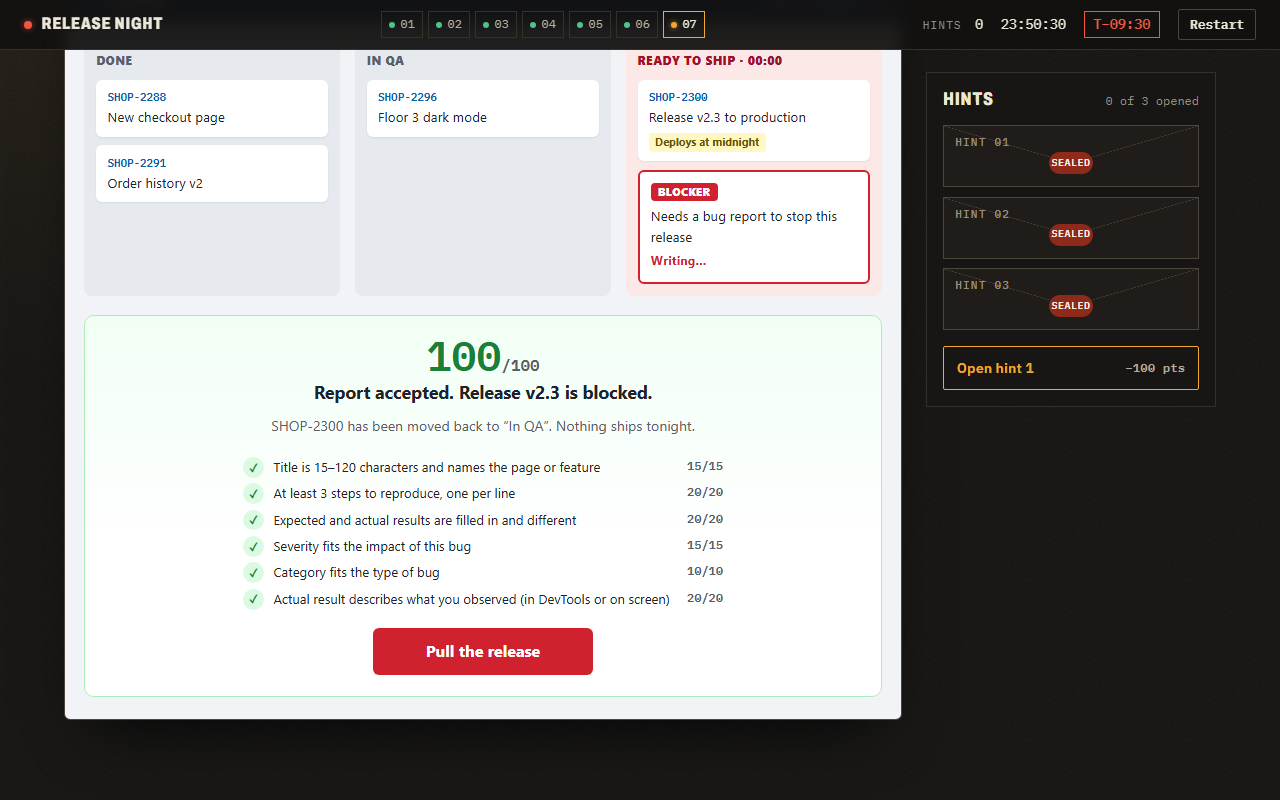 RELEASE NIGHT
01 02 03 04 05 06 07
HINTS 0 23:50:30 T−09:30 Restart
DONE
SHOP-2288
New checkout page
SHOP-2291
Order history v2
IN QA
SHOP-2296
Floor 3 dark mode
READY TO SHIP · 00:00
SHOP-2300
Release v2.3 to production
Deploys at midnight
BLOCKER
Needs a bug report to stop this
release
Writing…
100/100
Report accepted. Release v2.3 is blocked.
SHOP-2300 has been moved back to “In QA”. Nothing ships tonight.
✓ Title is 15–120 characters and names the page or feature 15/15
✓ At least 3 steps to reproduce, one per line 20/20
✓ Expected and actual results are filled in and different 20/20
✓ Severity fits the impact of this bug 15/15
✓ Category fits the type of bug 10/10
✓ Actual result describes what you observed (in DevTools or on screen) 20/20
Pull the release
HINTS 0 of 3 opened
HINT 01
SEALED
HINT 02
SEALED
HINT 03
SEALED
Open hint 1 −100 pts